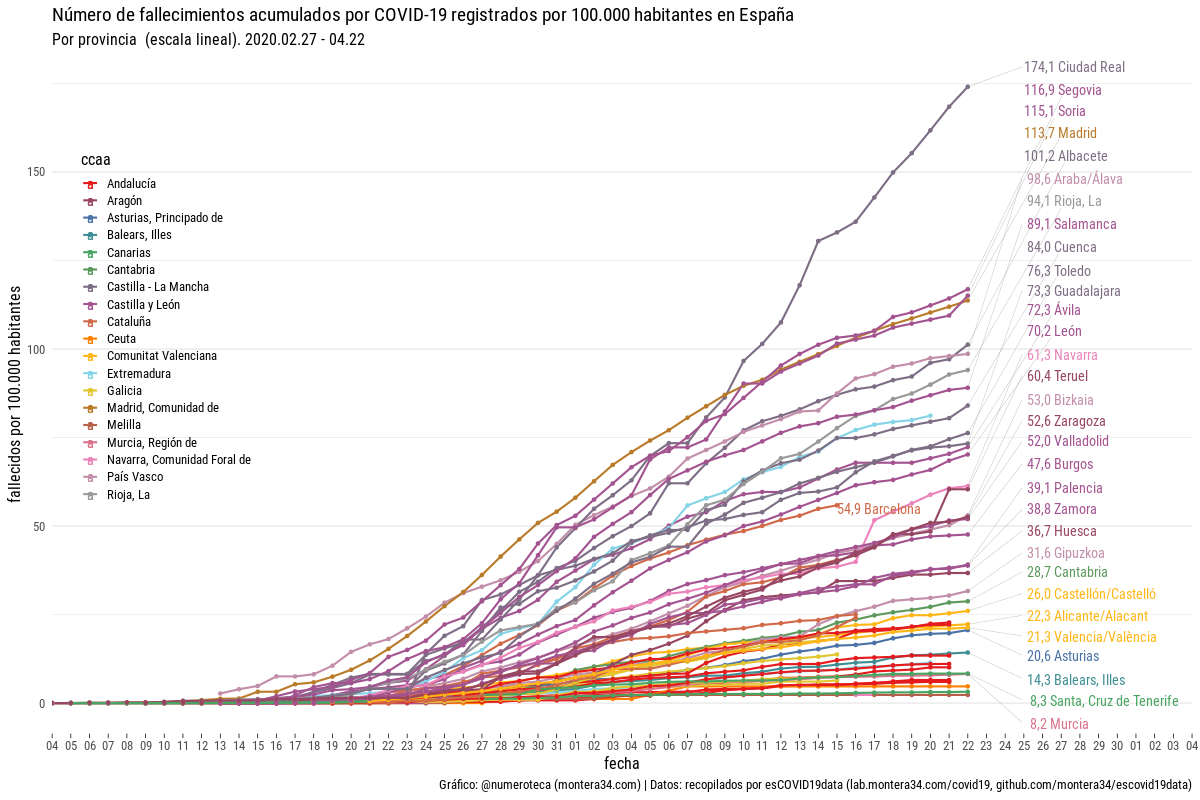 Número de fallecimientos acumulados por COVID-19 registrados por 100.000 habitantes en España
Por provincia (escala lineal). 2020.02.27 - 04.22
174,1 Ciudad Real
116,9 Segovia
115,1 Soria
113,7 Madrid
101,2 Albacete
98,6 Araba/Álava
94,1 Rioja, La
89,1 Salamanca
84,0 Cuenca
76,3 Toledo
73,3 Guadalajara
72,3 Ávila
70,2 León
61,3 Navarra
60,4 Teruel
53,0 Bizkaia
52,6 Zaragoza
52,0 Valladolid
47,6 Burgos
39,1 Palencia
38,8 Zamora
36,7 Huesca
31,6 Gipuzkoa
28,7 Cantabria
26,0 Castellón/Castelló
22,3 Alicante/Alacant
21,3 Valencia/València
20,6 Asturias
14,3 Balears, Illes
8,3 Santa, Cruz de Tenerife
8,2 Murcia
54,9 Barcelona
ccaa
Andalucía
Aragón
Asturias, Principado de
Balears, Illes
Canarias
Cantabria
Castilla - La Mancha
Castilla y León
Cataluña
Ceuta
Comunitat Valenciana
Extremadura
Galicia
Madrid, Comunidad de
Melilla
Murcia, Región de
Navarra, Comunidad Foral de
País Vasco
Rioja, La
fallecidos por 100.000 habitantes
150
100
50
0
04 05 06 07 08 09 10 11 12 13 14 15 16 17 18 19 20 21 22 23 24 25 26 27 28 29 30 31 01 02 03 04 05 06 07 08 09 10 11 12 13 14 15 16 17 18 19 20 21 22 23 24 25 26 27 28 29 30 01 02 03 04
fecha
Gráfico: @numeroteca (montera34.com) | Datos: recopilados por esCOVID19data (lab.montera34.com/covid19, github.com/montera34/escovid19data)